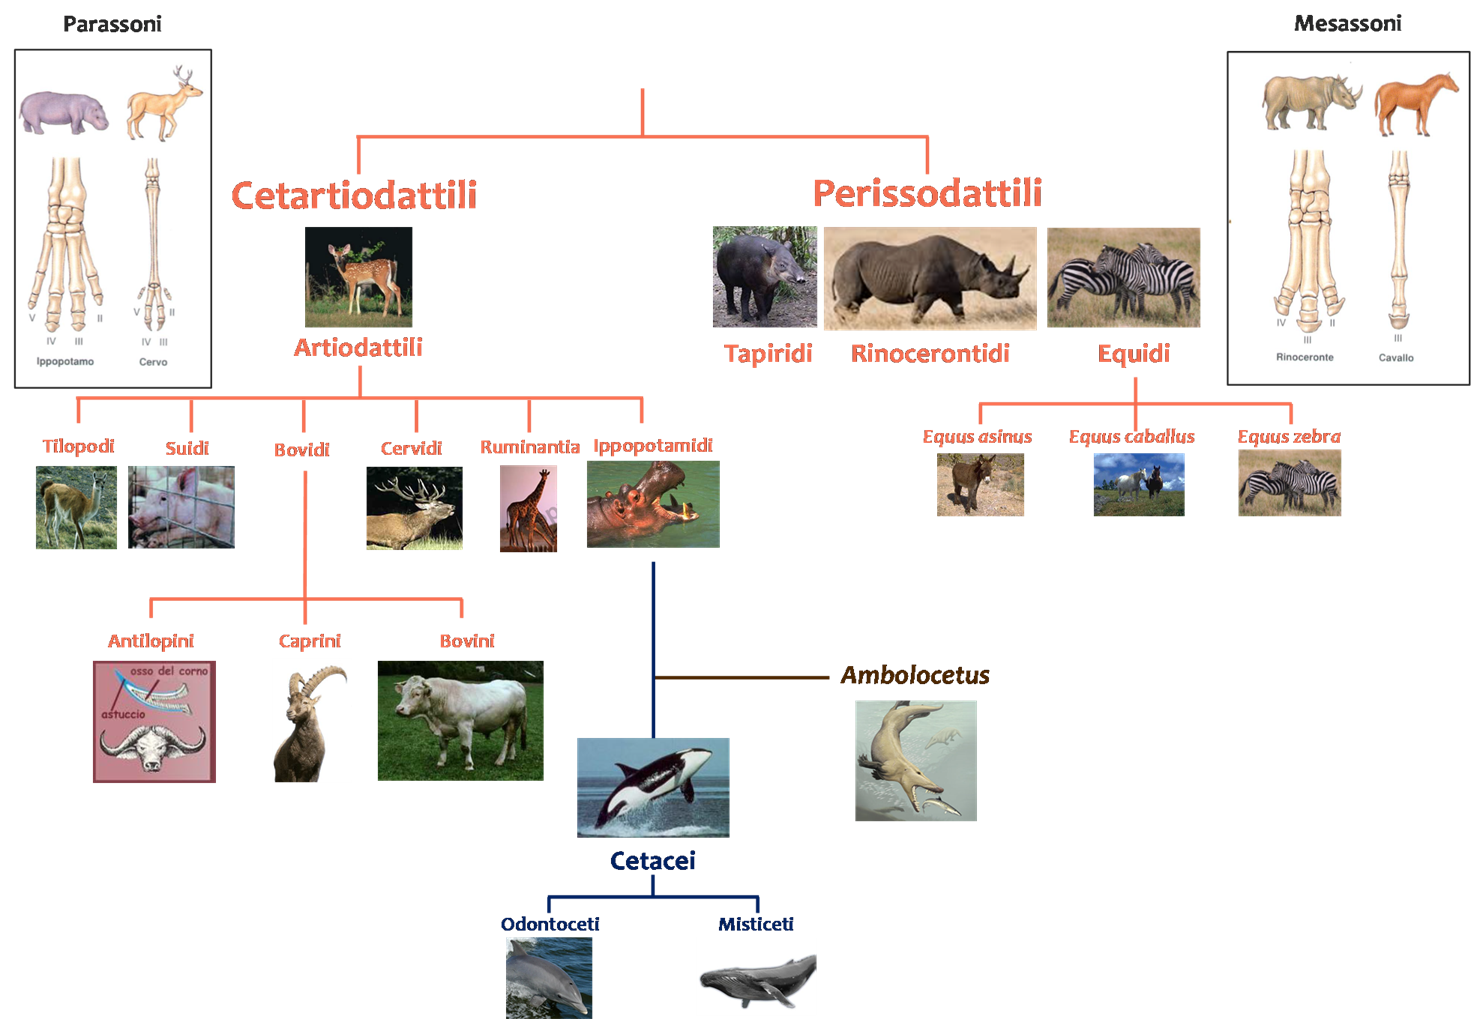 Parassoni
Mesassoni
Cetartiodattili
Perissodattili
V
II
IV
III
Ippopotamo
V
II
IV
III
Cervo
IV
II
III
Rinoceronte
III
Cavallo
Artiodattili
Tapiridi
Rinocerontidi
Equidi
Tilopodi
Suidi
Bovidi
Cervidi
Ruminantia
Ippopotamidi
Equus asinus
Equus caballus
Equus zebra
Antilopini
Caprini
Bovini
osso del corno
astuccio
Ambolocetus
Cetacei
Odontoceti
Misticeti